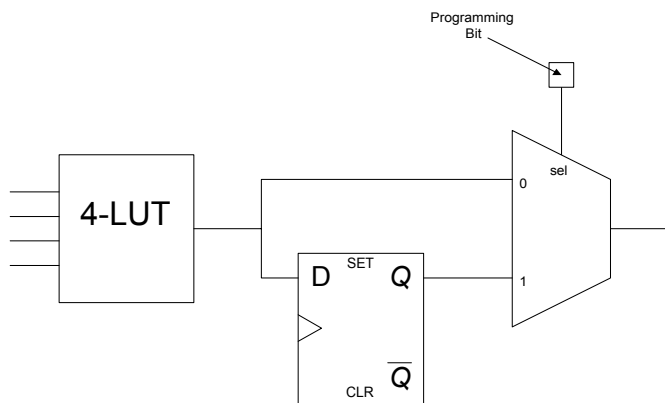 Programming
Bit
sel
0
4-LUT
D
SET
Q
1
Q̅
CLR